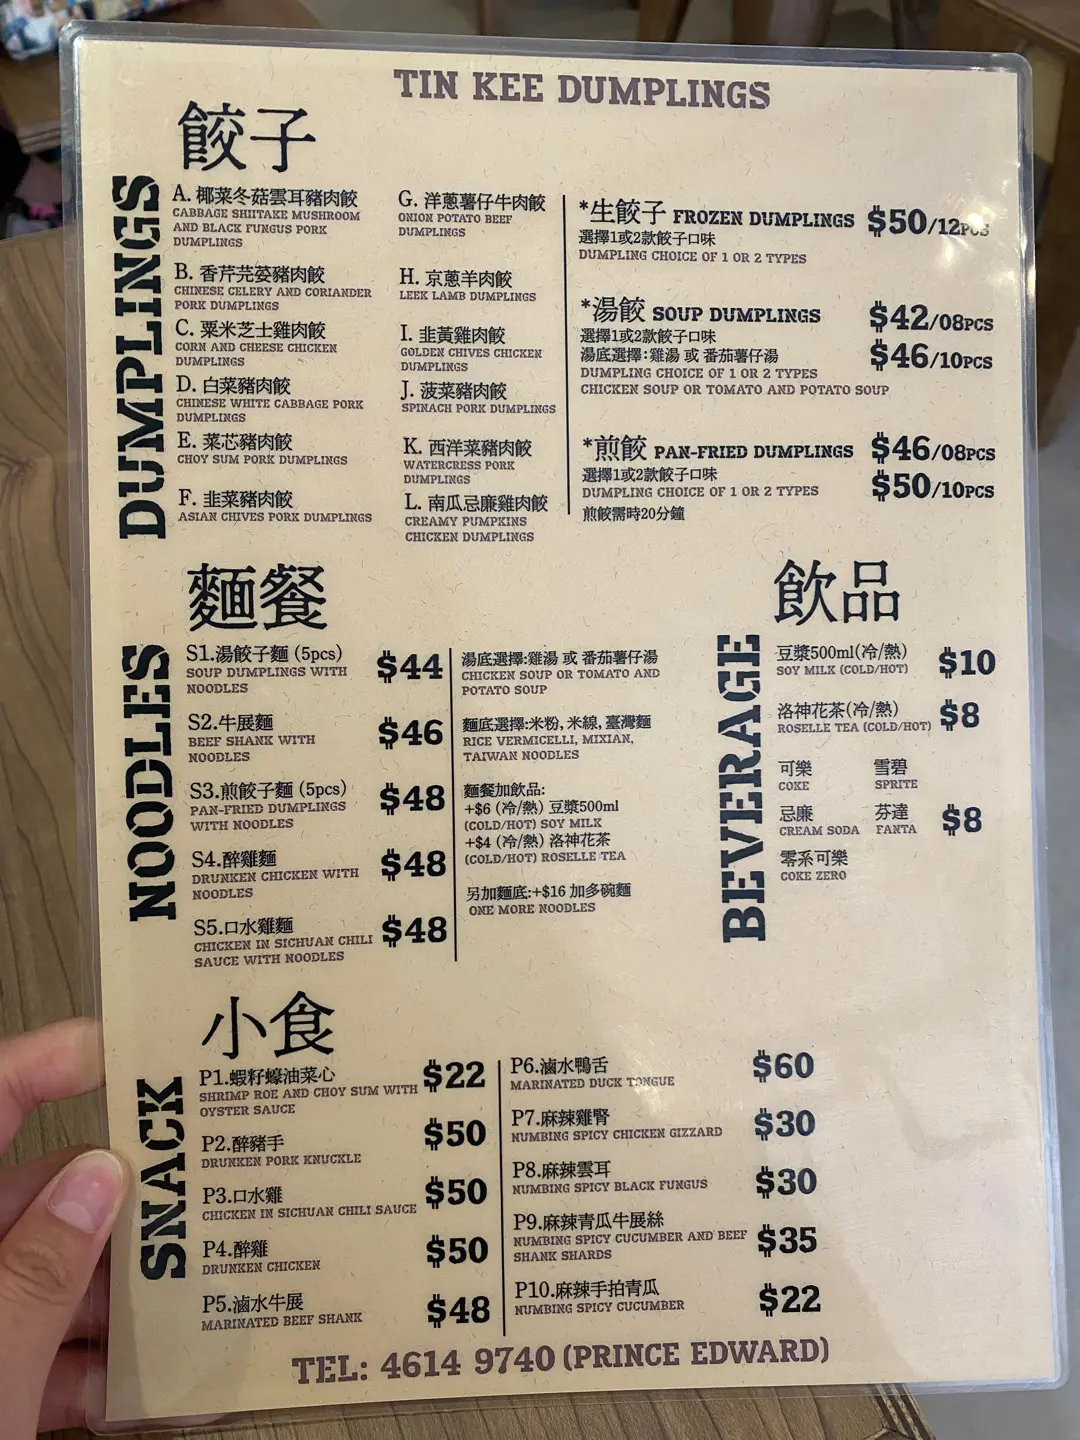 TIN KEE DUMPLINGS
餃子
DUMPLINGS
A. 椰菜冬菇雲耳豬肉餃
CABBAGE SHIITAKE MUSHROOM
AND BLACK FUNGUS PORK
DUMPLINGS
B. 香芹芫荽豬肉餃
CHINESE CELERY AND CORIANDER
PORK DUMPLINGS
C. 粟米芝士雞肉餃
CORN AND CHEESE CHICKEN
DUMPLINGS
D. 白菜豬肉餃
CHINESE WHITE CABBAGE PORK
DUMPLINGS
E. 菜芯豬肉餃
CHOY SUM PORK DUMPLINGS
F. 韭菜豬肉餃
ASIAN CHIVES PORK DUMPLINGS
G. 洋蔥薯仔牛肉餃
ONION POTATO BEEF
DUMPLINGS
H. 京蔥羊肉餃
LEEK LAMB DUMPLINGS
I. 韭黃雞肉餃
GOLDEN CHIVES CHICKEN
DUMPLINGS
J. 菠菜豬肉餃
SPINACH PORK DUMPLINGS
K. 西洋菜豬肉餃
WATERCRESS PORK
DUMPLINGS
L. 南瓜忌廉雞肉餃
CREAMY PUMPKINS
CHICKEN DUMPLINGS
*生餃子 FROZEN DUMPLINGS $50/12PCS
選擇1或2款餃子口味
DUMPLING CHOICE OF 1 OR 2 TYPES
*湯餃 SOUP DUMPLINGS $42/08PCS
選擇1或2款餃子口味
湯底選擇:雞湯 或 番茄薯仔湯 $46/10PCS
DUMPLING CHOICE OF 1 OR 2 TYPES
CHICKEN SOUP OR TOMATO AND POTATO SOUP
*煎餃 PAN-FRIED DUMPLINGS $46/08PCS
選擇1或2款餃子口味
DUMPLING CHOICE OF 1 OR 2 TYPES $50/10PCS
煎餃需時20分鐘
麵餐
NOODLES
S1.湯餃子麵 (5pcs) $44
SOUP DUMPLINGS WITH
NOODLES
S2.牛展麵 $46
BEEF SHANK WITH
NOODLES
S3.煎餃子麵 (5pcs) $48
PAN-FRIED DUMPLINGS
WITH NOODLES
S4.醉雞麵 $48
DRUNKEN CHICKEN WITH
NOODLES
S5.口水雞麵 $48
CHICKEN IN SICHUAN CHILI
SAUCE WITH NOODLES
湯底選擇:雞湯 或 番茄薯仔湯
CHICKEN SOUP OR TOMATO AND
POTATO SOUP
麵底選擇:米粉, 米線, 臺灣麵
RICE VERMICELLI, MIXIAN,
TAIWAN NOODLES
麵餐加飲品:
+$6 (冷/熱) 豆漿500ml
(COLD/HOT) SOY MILK
+$4 (冷/熱) 洛神花茶
(COLD/HOT) ROSELLE TEA
另加麵底:+$16 加多碗麵
ONE MORE NOODLES
飲品
BEVERAGE
豆漿500ml(冷/熱) $10
SOY MILK (COLD/HOT)
洛神花茶(冷/熱) $8
ROSELLE TEA (COLD/HOT)
可樂 雪碧
COKE SPRITE
忌廉 芬達 $8
CREAM SODA FANTA
零系可樂
COKE ZERO
小食
SNACK
P1.蝦籽蠔油菜心 $22
SHRIMP ROE AND CHOY SUM WITH
OYSTER SAUCE
P2.醉豬手 $50
DRUNKEN PORK KNUCKLE
P3.口水雞 $50
CHICKEN IN SICHUAN CHILI SAUCE
P4.醉雞 $50
DRUNKEN CHICKEN
P5.滷水牛展 $48
MARINATED BEEF SHANK
P6.滷水鴨舌 $60
MARINATED DUCK TONGUE
P7.麻辣雞腎 $30
NUMBING SPICY CHICKEN GIZZARD
P8.麻辣雲耳 $30
NUMBING SPICY BLACK FUNGUS
P9.麻辣青瓜牛展絲 $35
NUMBING SPICY CUCUMBER AND BEEF
SHANK SHARDS
P10.麻辣手拍青瓜 $22
NUMBING SPICY CUCUMBER
TEL: 4614 9740 (PRINCE EDWARD)